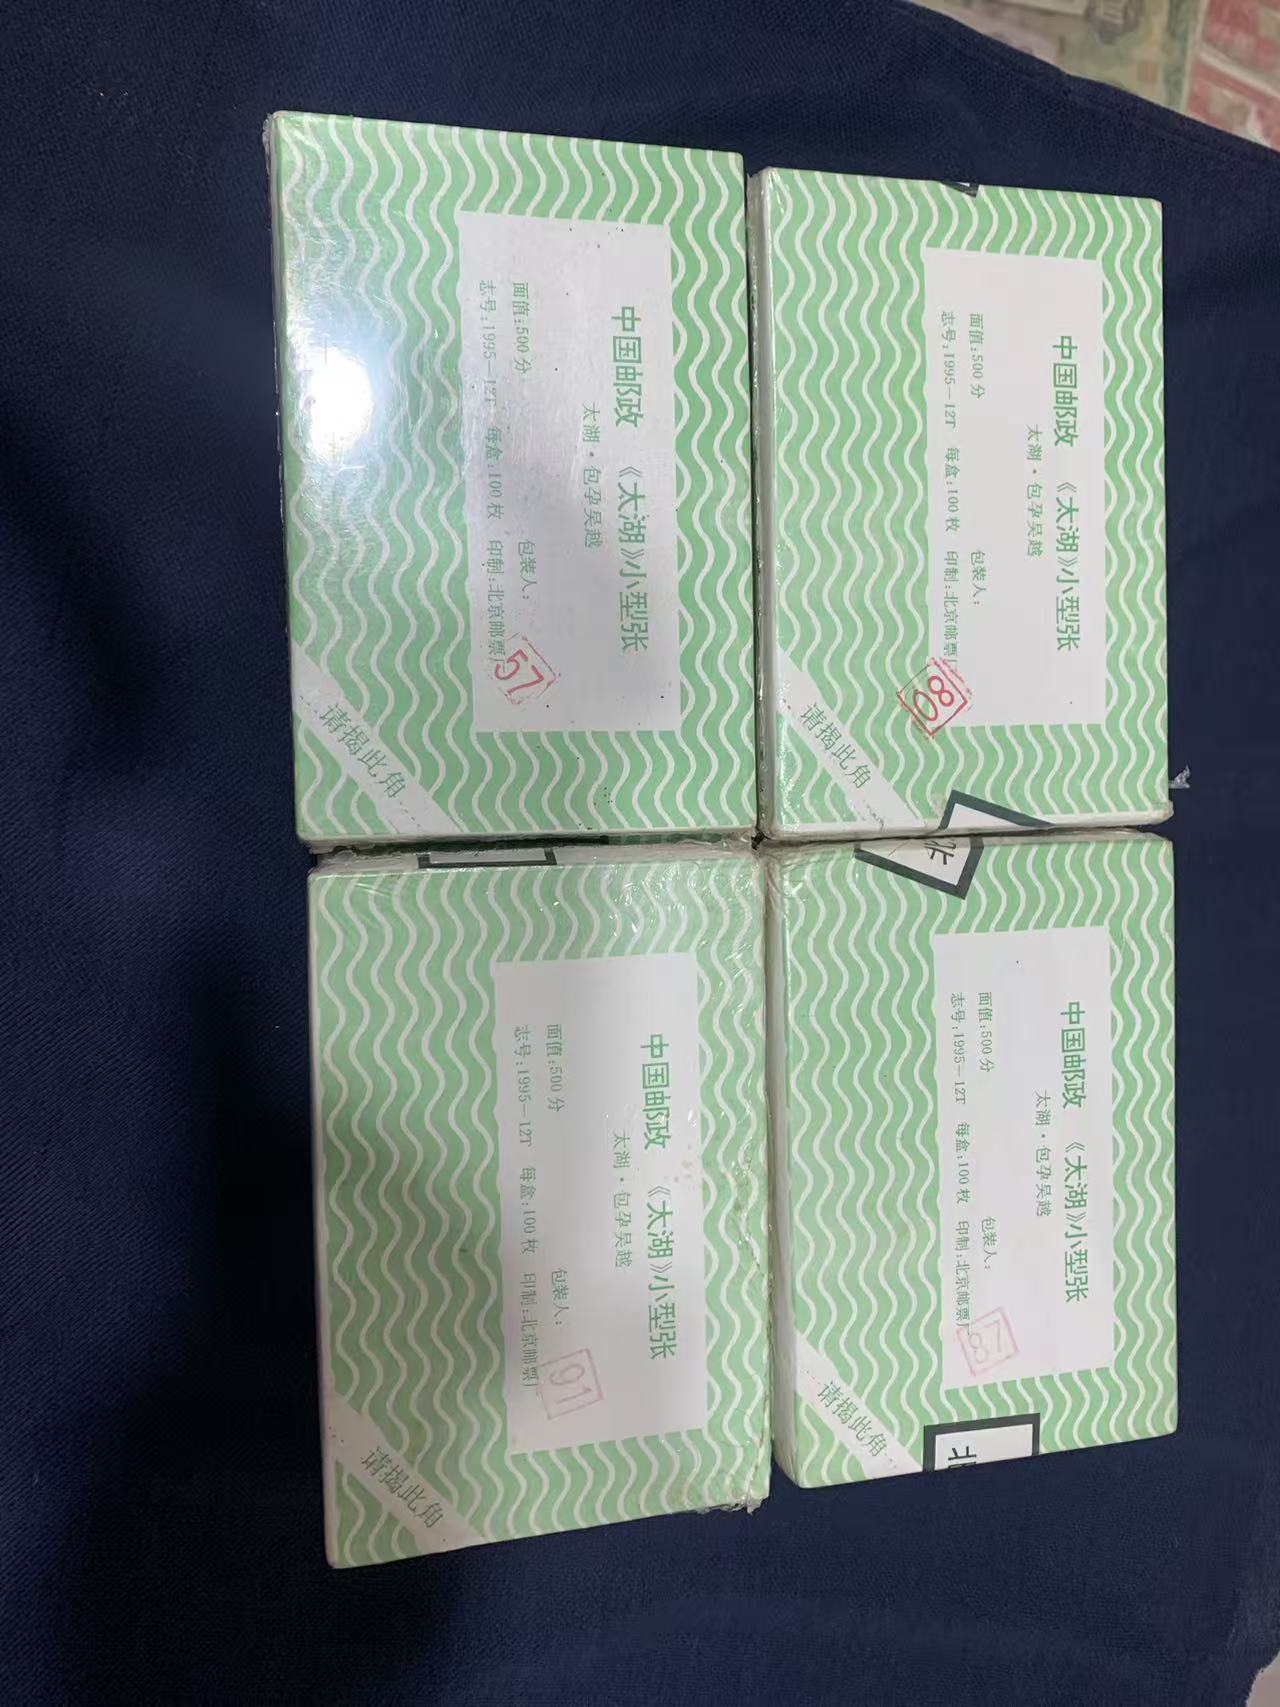 中国邮政 《太湖》小型张
太湖·包孕吴越
面值:500分 包装人:
志号:1995-12T 每盒:100枚 印制:北京邮票厂
80
请揭此角
中国邮政 《太湖》小型张
太湖·包孕吴越
面值:500分 包装人:
志号:1995-12T 每盒:100枚 印制:北京邮票
57
请揭此角
中国邮政 《太湖》小型张
太湖·包孕吴越
面值:500分 包装人:
志号:1995-12T 每盒:100枚 印制:北京邮票厂
请揭此角
中国邮政 《太湖》小型张
太湖·包孕吴越
面值:500分 包装人:
志号:1995-12T 每盒:100枚 印制:北京邮票厂
91
请揭此角